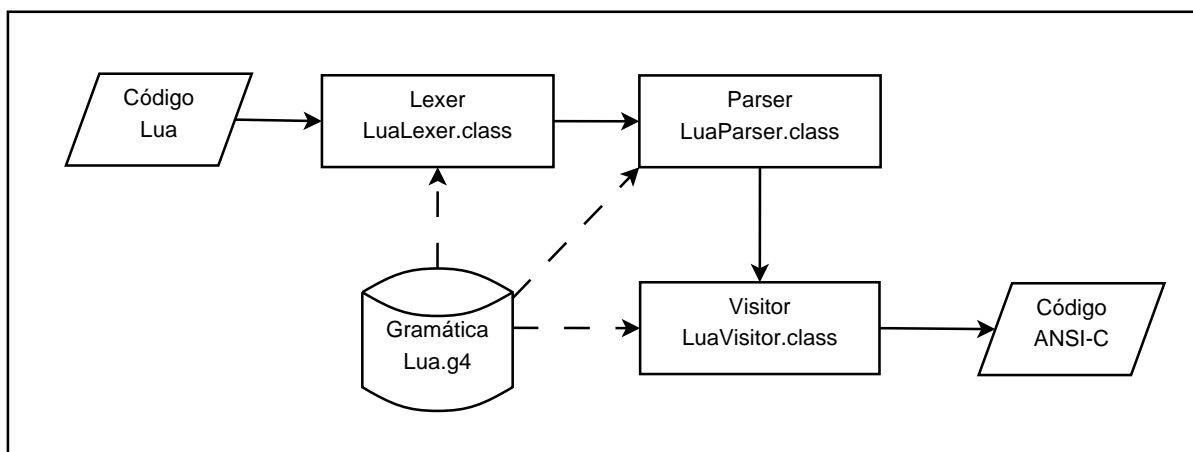 Código
Lua
Lexer
LuaLexer.class
Parser
LuaParser.class
Gramática
Lua.g4
Visitor
LuaVisitor.class
Código
ANSI-C